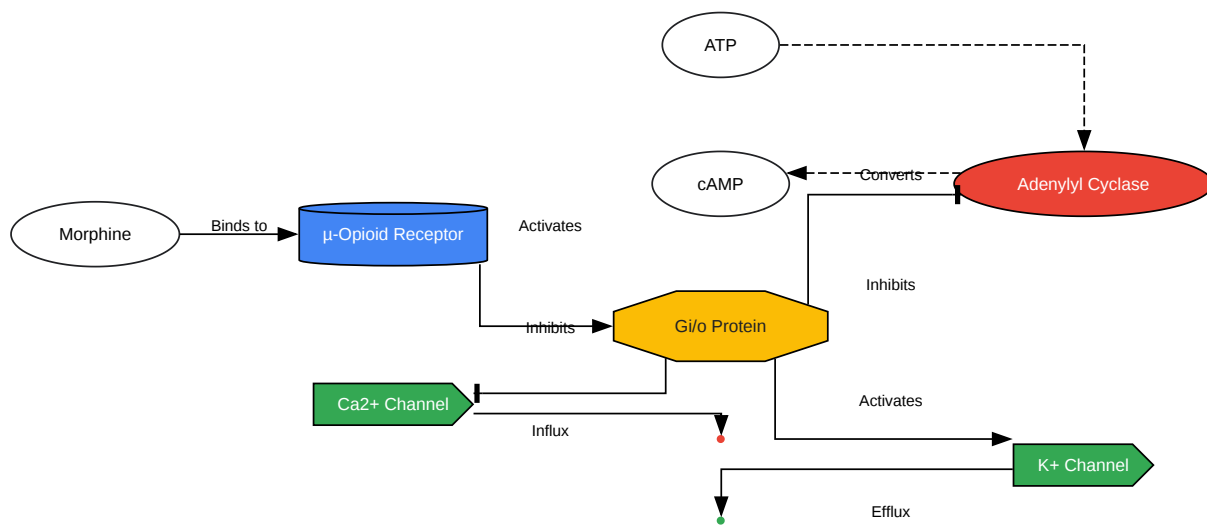 ATP
cAMP
Converts
Adenylyl Cyclase
Morphine
Binds to
µ-Opioid Receptor
Activates
Inhibits
Inhibits
Gi/o Protein
Ca2+ Channel
Activates
Influx
K+ Channel
Efflux